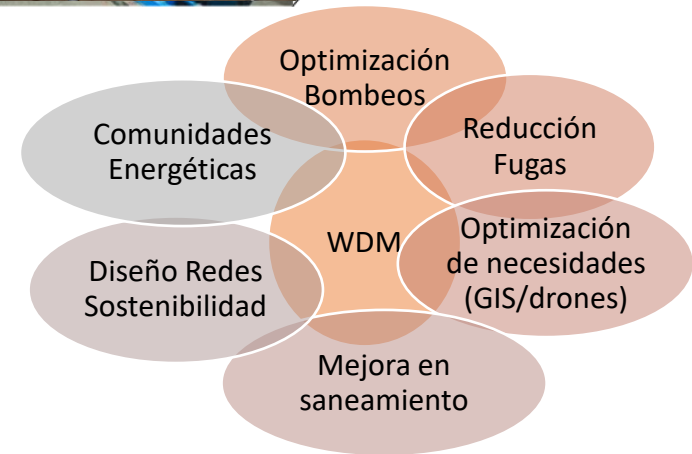 Optimización
Bombeos
Reducción
Fugas
Optimización
de necesidades
(GIS/drones)
Mejora en
saneamiento
Diseño Redes
Sostenibilidad
Comunidades
Energéticas
WDM